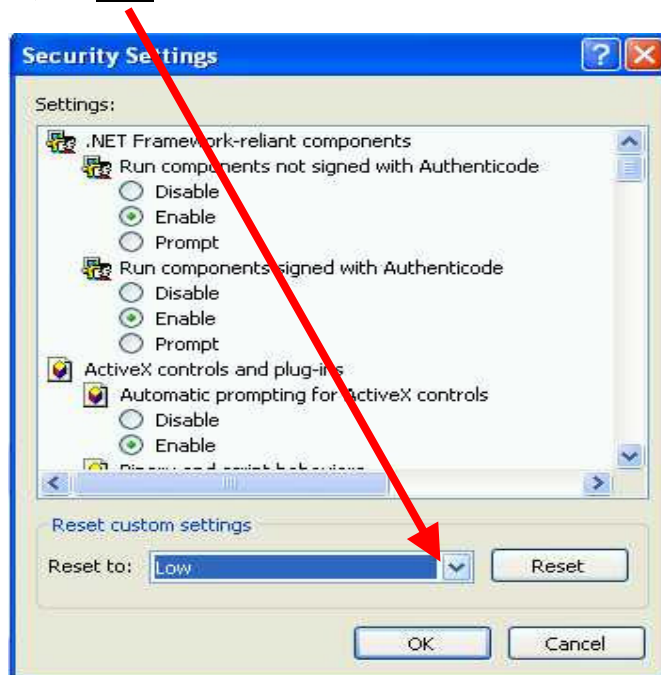 Security Settings
Settings:
.NET Framework-reliant components
Run components not signed with Authenticode
Disable
Enable
Prompt
Run components signed with Authenticode
Disable
Enable
Prompt
ActiveX controls and plug-ins
Automatic prompting for ActiveX controls
Disable
Enable
Reset custom settings
Reset to: Low Reset
OK Cancel